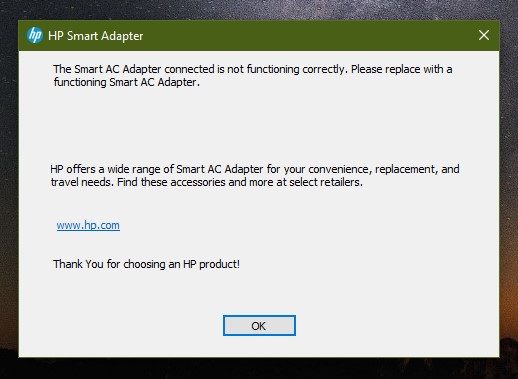 hp HP Smart Adapter
The Smart AC Adapter connected is not functioning correctly. Please replace with a
functioning Smart AC Adapter.
HP offers a wide range of Smart AC Adapter for your convenience, replacement, and
travel needs. Find these accessories and more at select retailers.
www.hp.com
Thank You for choosing an HP product!
OK